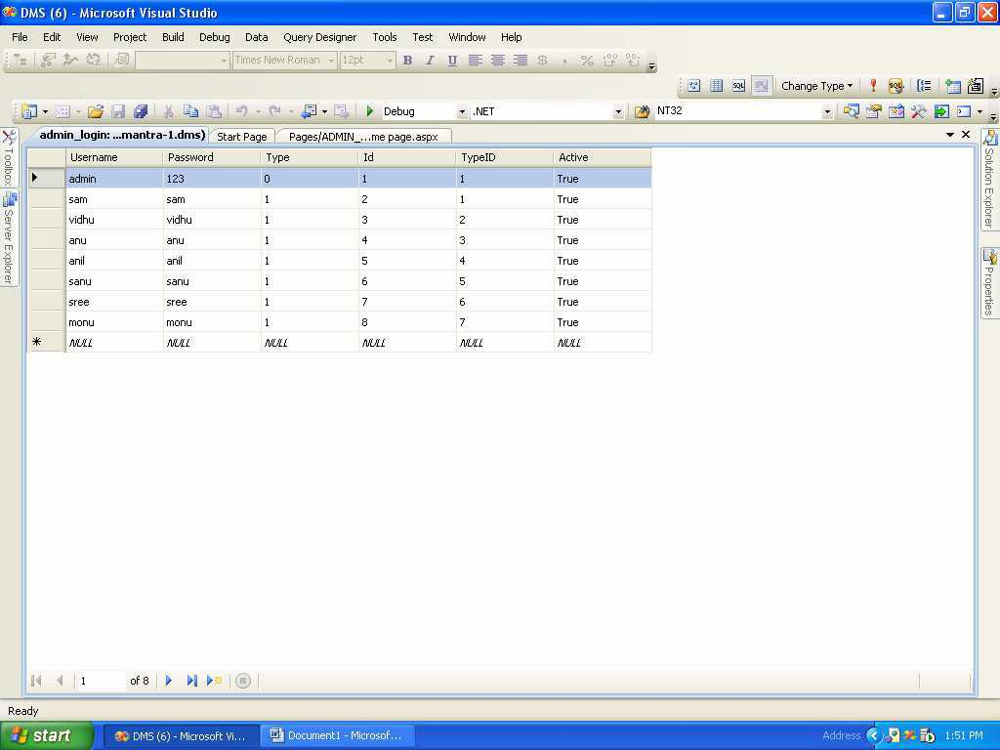 DMS (6) - Microsoft Visual Studio
File Edit View Project Build Debug Data Query Designer Tools Test Window Help
Times New Roman 12pt B I U $ , %
SQL Change Type ! SQL
Debug .NET NT32
admin_login: ...mantra-1.dms) Start Page Pages/ADMIN_...me page.aspx
Toolbox
Server Explorer
Solution Explorer
Properties
Username Password Type Id TypeID Active
admin 123 0 1 1 True
sam sam 1 2 1 True
vidhu vidhu 1 3 2 True
anu anu 1 4 3 True
anil anil 1 5 4 True
sanu sanu 1 6 5 True
sree sree 1 7 6 True
monu monu 1 8 7 True
NULL NULL NULL NULL NULL NULL
1 of 8
Ready
start DMS (6) - Microsoft Vi... Document1 - Microsof... Address 1:51 PM